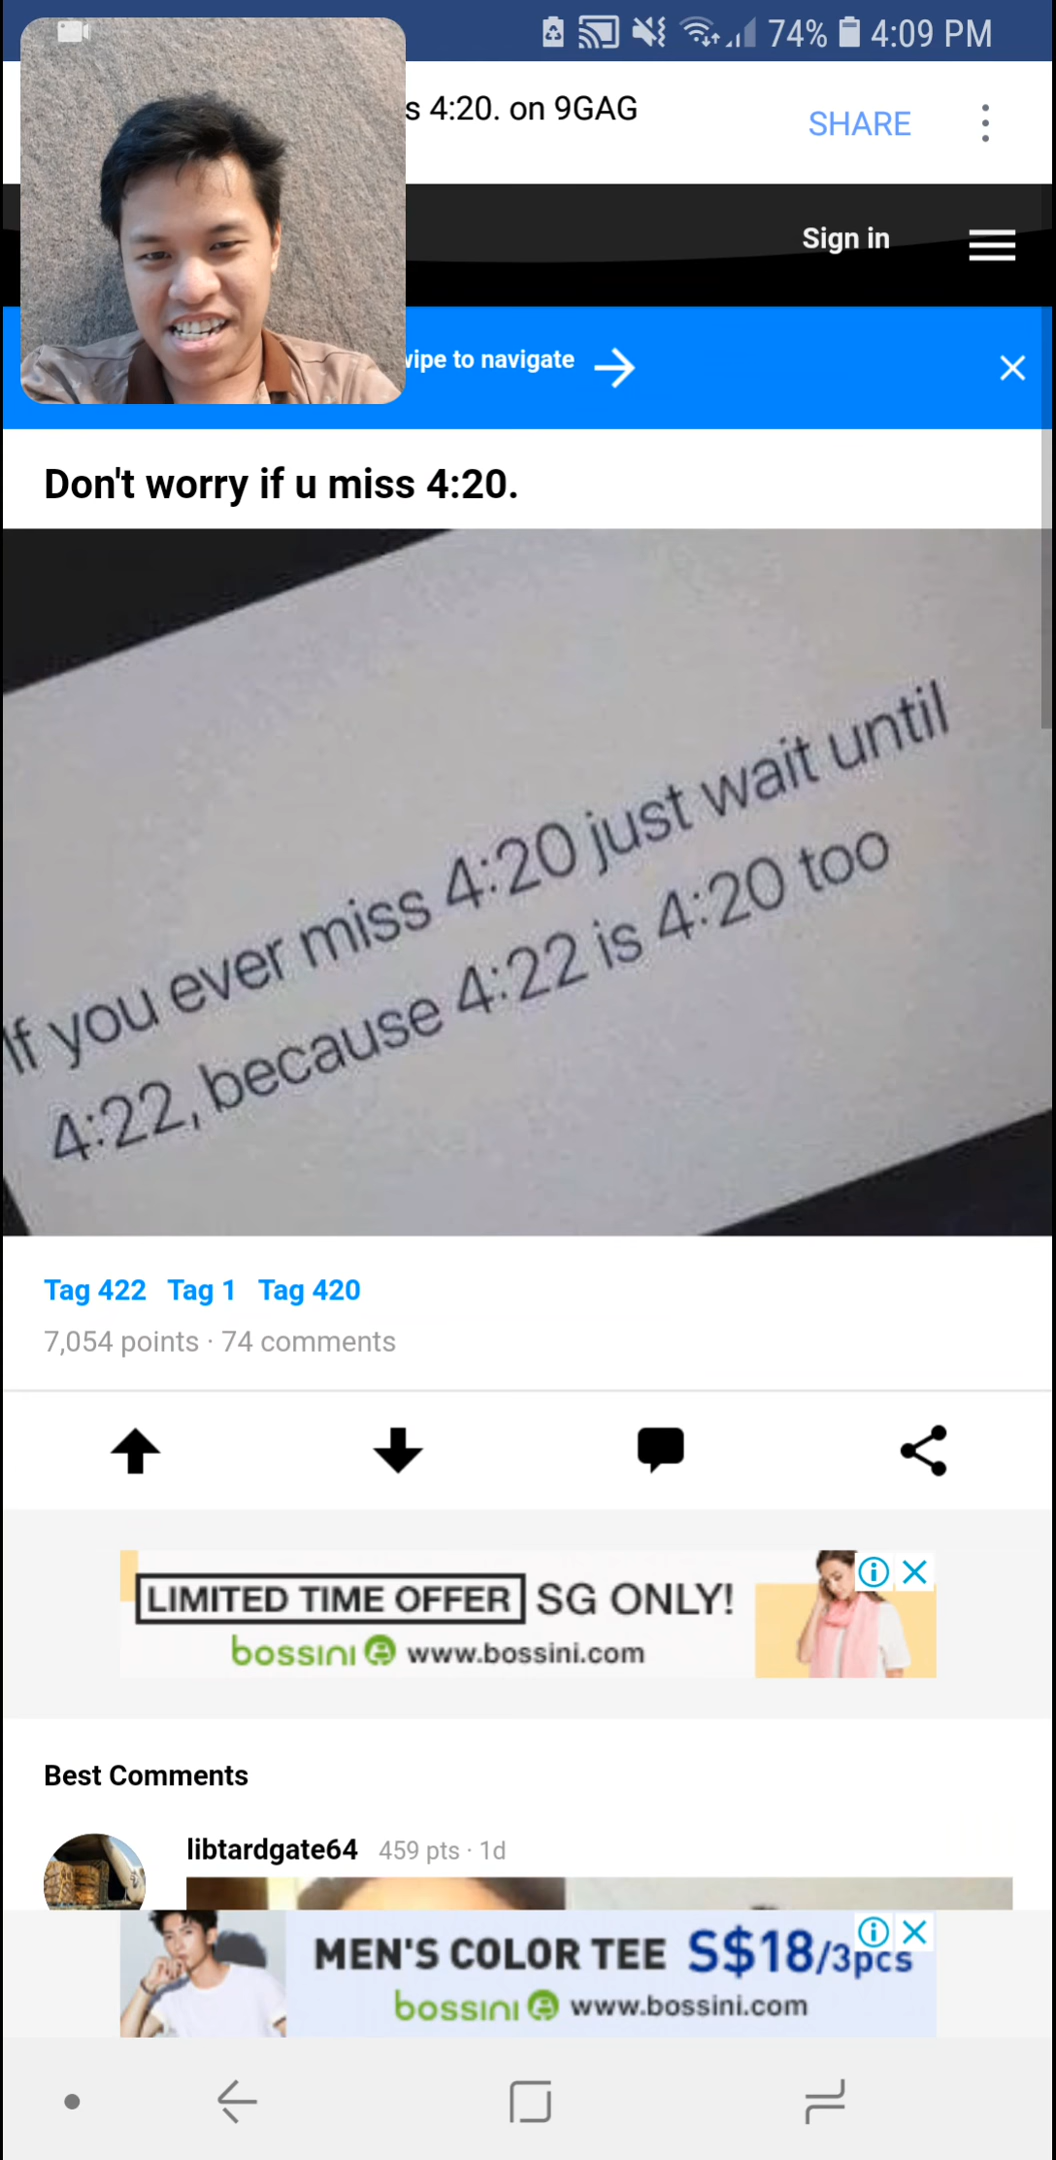 74% 4:09 PM
s 4:20. on 9GAG
SHARE
Sign in
wipe to navigate
Don't worry if u miss 4:20.
If you ever miss 4:20 just wait until
4:22, because 4:22 is 4:20 too
Tag 422 Tag 1 Tag 420
7,054 points · 74 comments
LIMITED TIME OFFER SG ONLY!
bossini www.bossini.com
Best Comments
libtardgate64 459 pts · 1d
MEN'S COLOR TEE S$18/3pcs
bossini www.bossini.com